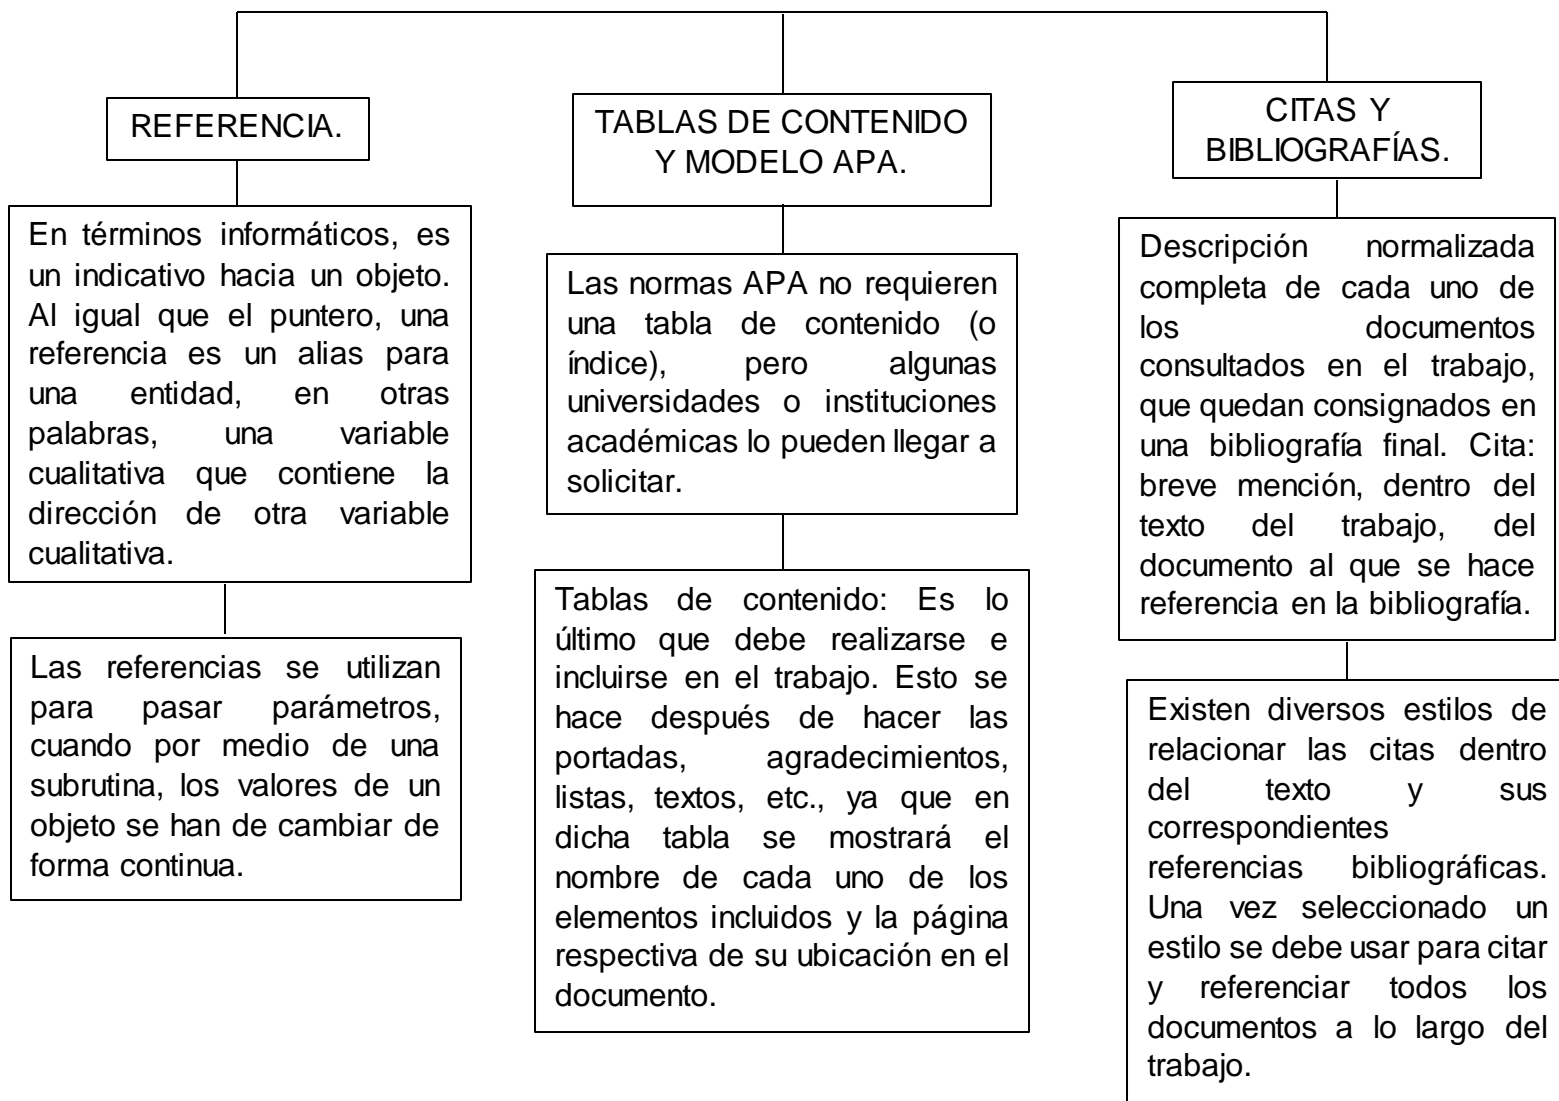 REFERENCIA.
En términos informáticos, es
un indicativo hacia un objeto.
Al igual que el puntero, una
referencia es un alias para
una entidad, en otras
palabras, una variable
cualitativa que contiene la
dirección de otra variable
cualitativa.
Las referencias se utilizan
para pasar parámetros,
cuando por medio de una
subrutina, los valores de un
objeto se han de cambiar de
forma continua.
TABLAS DE CONTENIDO
Y MODELO APA.
Las normas APA no requieren
una tabla de contenido (o
índice), pero algunas
universidades o instituciones
académicas lo pueden llegar a
solicitar.
Tablas de contenido: Es lo
último que debe realizarse e
incluirse en el trabajo. Esto se
hace después de hacer las
portadas, agradecimientos,
listas, textos, etc., ya que en
dicha tabla se mostrará el
nombre de cada uno de los
elementos incluidos y la página
respectiva de su ubicación en el
documento.
CITAS Y
BIBLIOGRAFÍAS.
Descripción normalizada
completa de cada uno de
los documentos
consultados en el trabajo,
que quedan consignados en
una bibliografía final. Cita:
breve mención, dentro del
texto del trabajo, del
documento al que se hace
referencia en la bibliografía.
Existen diversos estilos de
relacionar las citas dentro
del texto y sus
correspondientes
referencias bibliográficas.
Una vez seleccionado un
estilo se debe usar para citar
y referenciar todos los
documentos a lo largo del
trabajo.